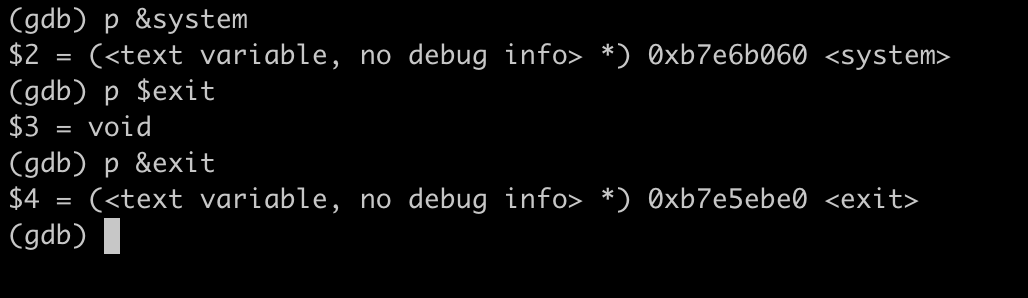 (gdb) p &system
$2 = (<text variable, no debug info> *) 0xb7e6b060 <system>
(gdb) p $exit
$3 = void
(gdb) p &exit
$4 = (<text variable, no debug info> *) 0xb7e5ebe0 <exit>
(gdb)